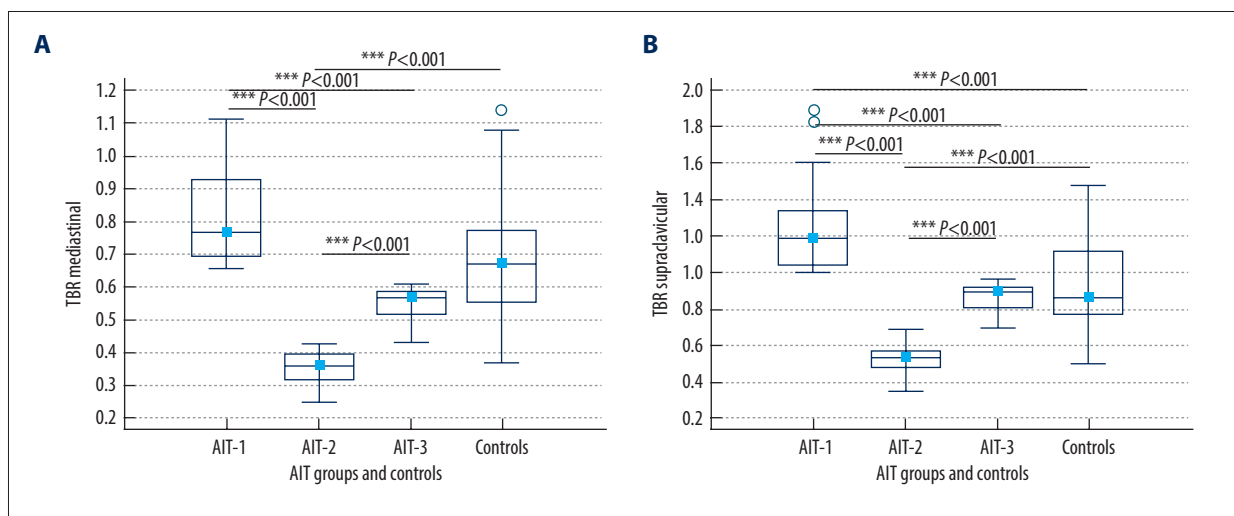 A
*** P<0.001
*** P<0.001
*** P<0.001
*** P<0.001
1.2
1.1
1.0
0.9
0.8
0.7
0.6
0.5
0.4
0.3
0.2
TBR mediastinal
AIT-1 AIT-2 AIT-3 Controls
AIT groups and controls
B
*** P<0.001
*** P<0.001
*** P<0.001
*** P<0.001
*** P<0.001
2.0
1.8
1.6
1.4
1.0
1.0
0.8
0.6
0.4
0.2
TBR supraclavicular
AIT-1 AIT-2 AIT-3 Controls
AIT groups and controls